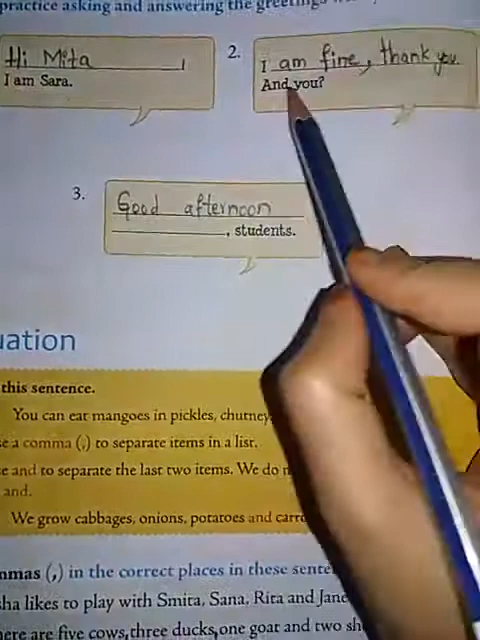 practice asking and answering the greetings
Hi Mita !
I am Sara.
2.
I am fine, thank you
And you?
3.
Good afternoon
, students.
uation
this sentence.
You can eat mangoes in pickles, chutney
e a comma (,) to separate items in a list.
e and to separate the last two items. We do n
and.
We grow cabbages, onions, potatoes and carro
mmas (,) in the correct places in these sente
sha likes to play with Smita, Sana, Rita and Jane
here are five cows,three ducks,one goat and two sh